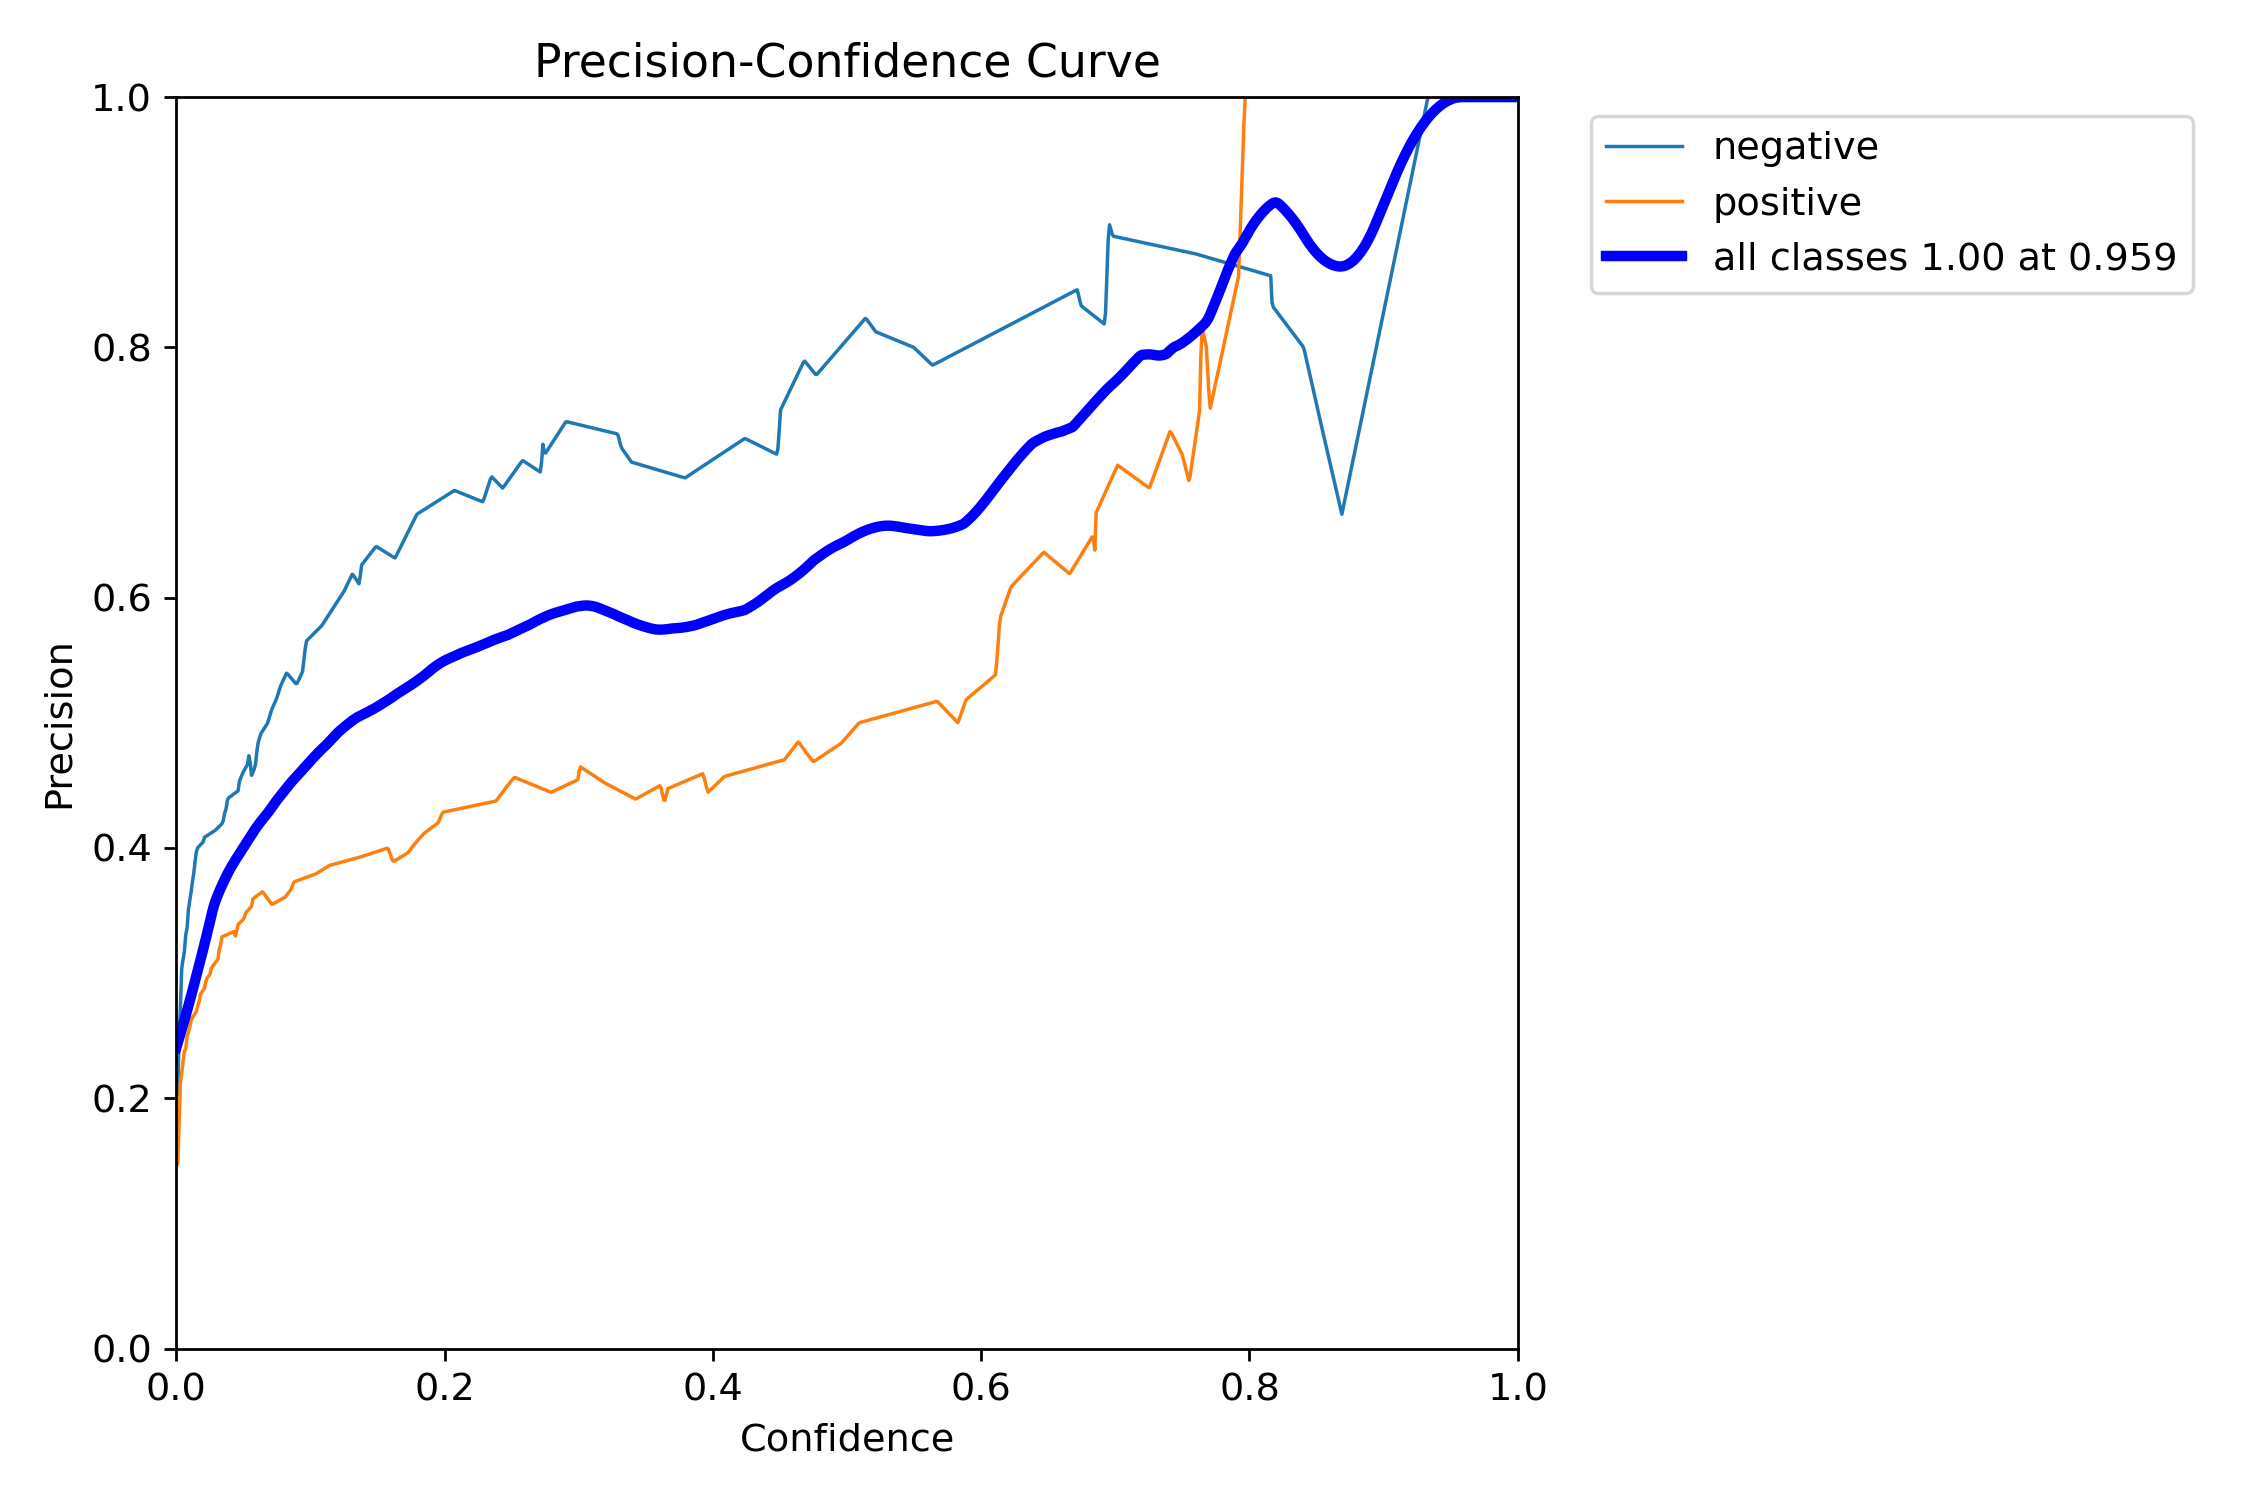 Precision-Confidence Curve
1.0
0.8
0.6
0.4
0.2
0.0
Precision
0.0 0.2 0.4 0.6 0.8 1.0
Confidence
negative
positive
all classes 1.00 at 0.959